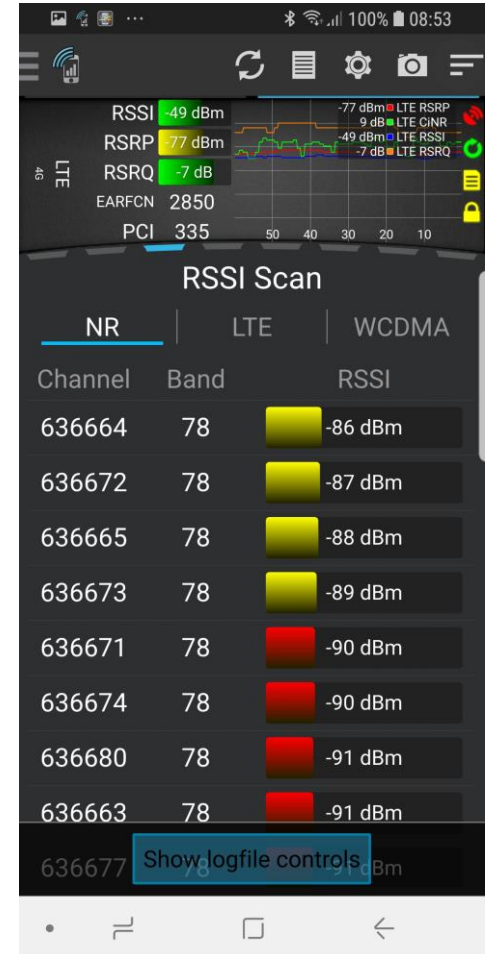 ··· 100% 08:53
RSSI -49 dBm
RSRP -77 dBm
RSRQ -7 dB
EARFCN 2850
PCI 335
4G LTE
-77 dBm LTE RSRP
9 dB LTE CiNR
-49 dBm LTE RSSI
-7 dB LTE RSRQ
50 40 30 20 10
RSSI Scan
NR LTE WCDMA
Channel Band RSSI
636664 78 -86 dBm
636672 78 -87 dBm
636665 78 -88 dBm
636673 78 -89 dBm
636671 78 -90 dBm
636674 78 -90 dBm
636680 78 -91 dBm
636663 78 -91 dBm
636677 78 -91 dBm
Show logfile controls